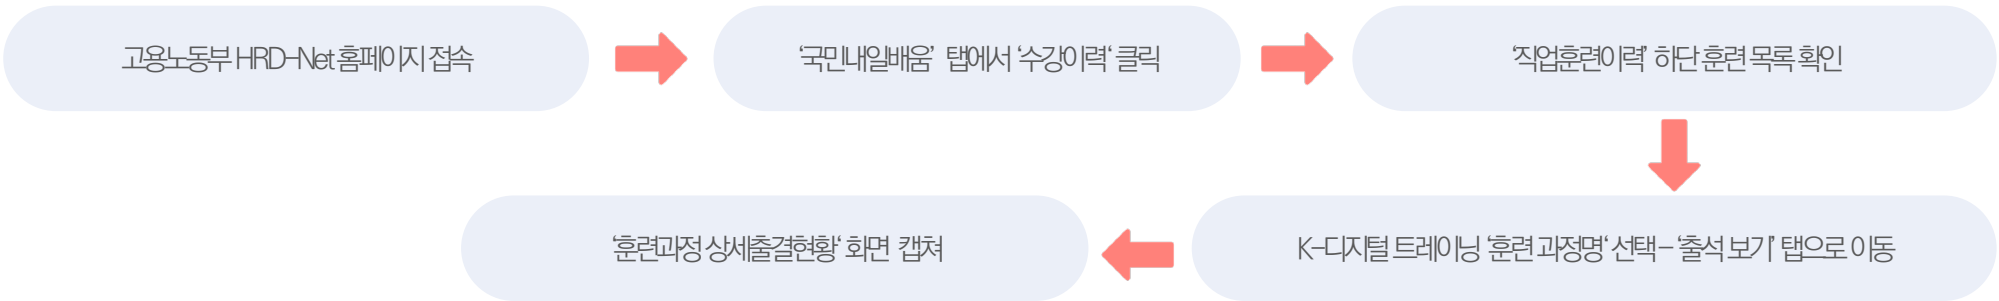 고용노동부 HRD-Net 홈페이지 접속
‘국민내일배움’ 탭에서 ‘수강이력‘ 클릭
‘직업훈련이력’ 하단 훈련 목록 확인
K-디지털 트레이닝 ‘훈련 과정명‘ 선택 - ‘출석 보기’ 탭으로 이동
‘훈련과정 상세출결현황‘ 화면 캡쳐